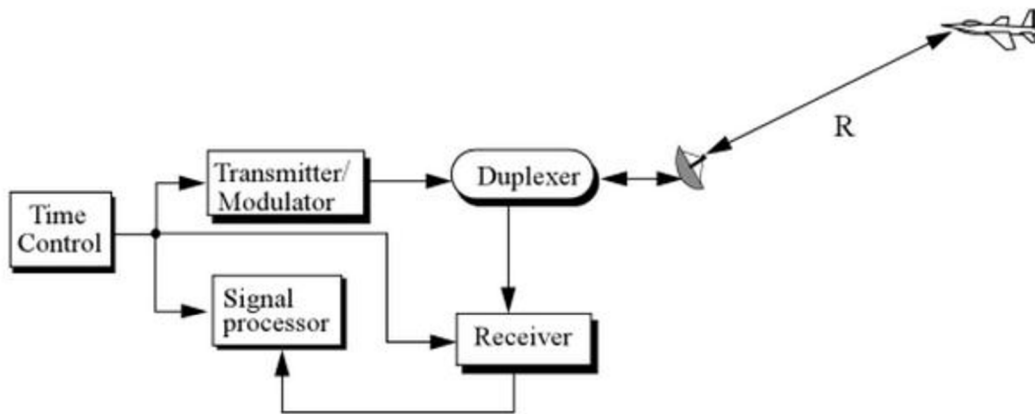 R
Transmitter/
Modulator
Duplexer
Time
Control
Signal
processor
Receiver